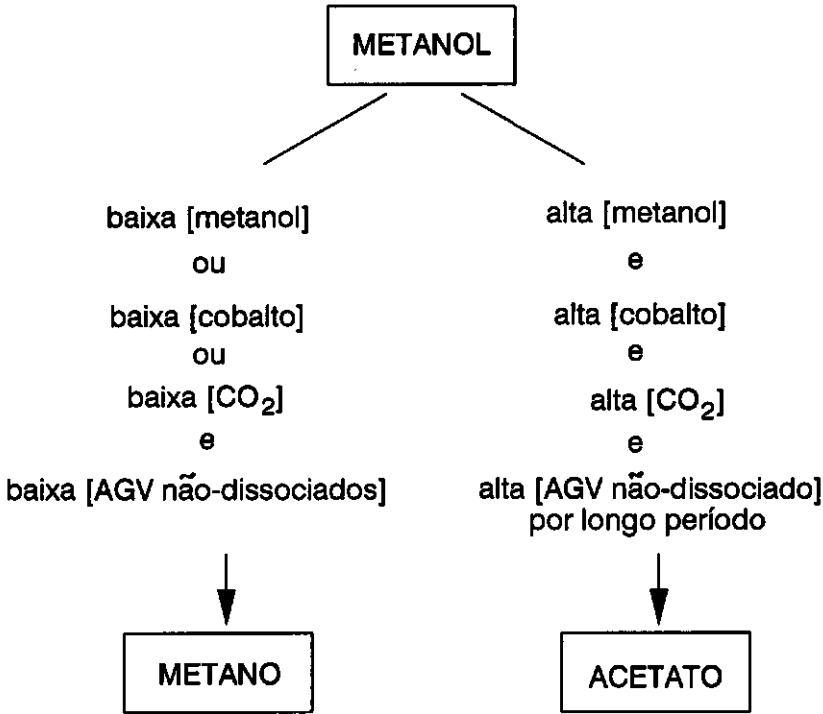 METANOL
baixa [metanol]
ou
baixa [cobalto]
ou
baixa [CO₂]
e
baixa [AGV não-dissociados]
METANO
alta [metanol]
e
alta [cobalto]
e
alta [CO₂]
e
alta [AGV não-dissociado]
por longo período
ACETATO